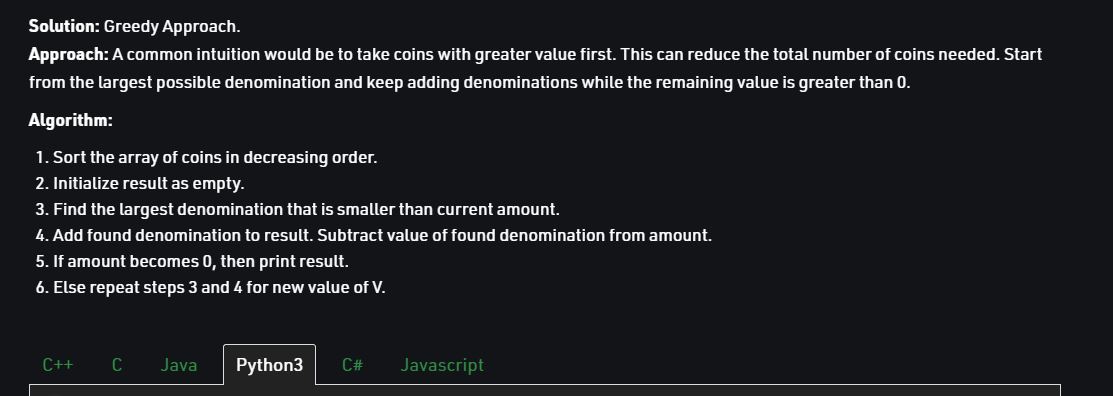 Solution: Greedy Approach.
Approach: A common intuition would be to take coins with greater value first. This can reduce the total number of coins needed. Start
from the largest possible denomination and keep adding denominations while the remaining value is greater than 0.
Algorithm:
1. Sort the array of coins in decreasing order.
2. Initialize result as empty.
3. Find the largest denomination that is smaller than current amount.
4. Add found denomination to result. Subtract value of found denomination from amount.
5. If amount becomes 0, then print result.
6. Else repeat steps 3 and 4 for new value of V.
C++ C Java Python3 C# Javascript